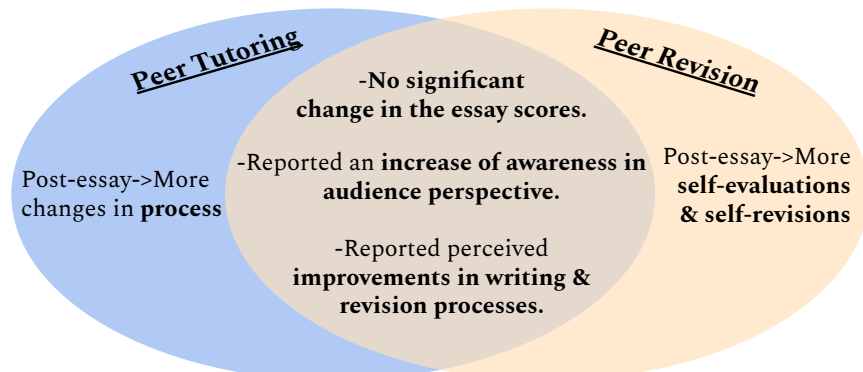 Peer Tutoring
Peer Revision
-No significant
change in the essay scores.
-Reported an increase of awareness in
audience perspective.
-Reported perceived
improvements in writing &
revision processes.
Post-essay->More
changes in process
Post-essay->More
self-evaluations
& self-revisions